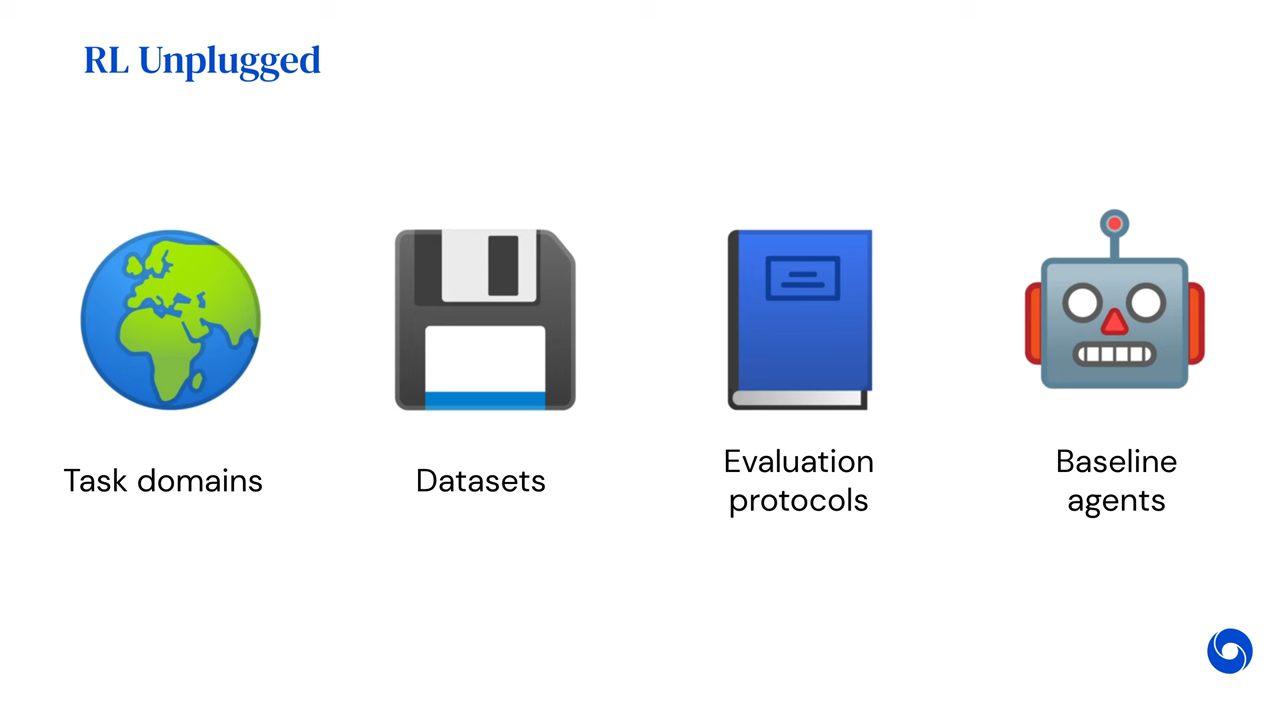 RL Unplugged
Task domains
Datasets
Evaluation
protocols
Baseline
agents